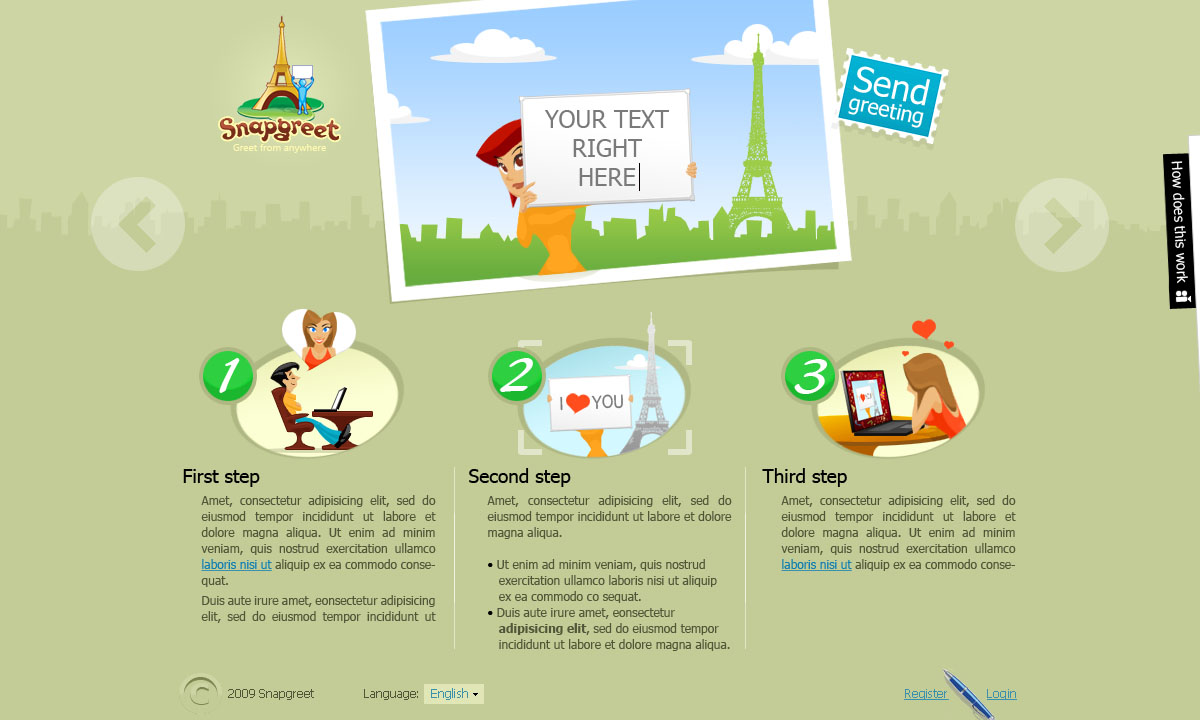 Snapgreet
Greet from anywhere
YOUR TEXT
RIGHT
HERE
Send
greeting
How does this work
1
2
I YOU
3
First step
Amet, consectetur adipisicing elit, sed do
eiusmod tempor incididunt ut labore et
dolore magna aliqua. Ut enim ad minim
veniam, quis nostrud exercitation ullamco
laboris nisi ut aliquip ex ea commodo conse-
quat.
Duis aute irure amet, eonsectetur adipisicing
elit, sed do eiusmod tempor incididunt ut
Second step
Amet, consectetur adipisicing elit, sed do
eiusmod tempor incididunt ut labore et dolore
magna aliqua.
• Ut enim ad minim veniam, quis nostrud
exercitation ullamco laboris nisi ut aliquip
ex ea commodo co sequat.
• Duis aute irure amet, eonsectetur
adipisicing elit, sed do eiusmod tempor
incididunt ut labore et dolore magna aliqua.
Third step
Amet, consectetur adipisicing elit, sed do
eiusmod tempor incididunt ut labore et
dolore magna aliqua. Ut enim ad minim
veniam, quis nostrud exercitation ullamco
laboris nisi ut aliquip ex ea commodo conse-
© 2009 Snapgreet
Language: English
Register
Login